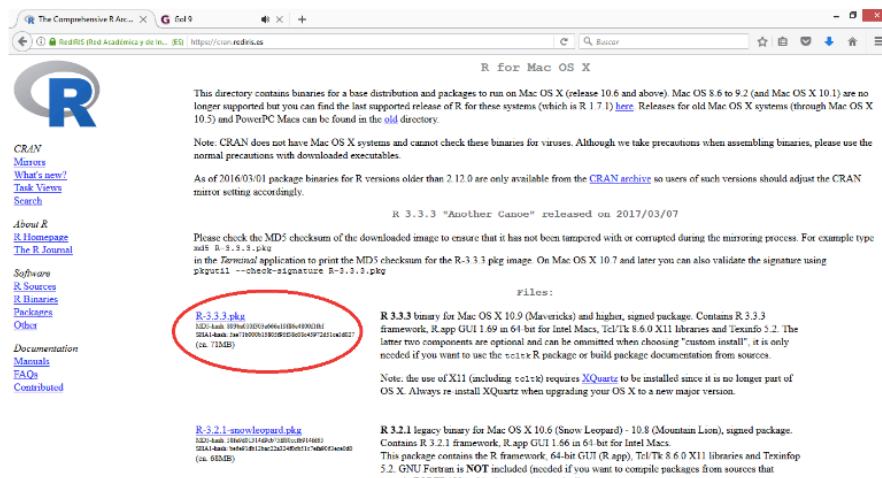 The Comprehensive R Arc...
Gol 9
RedIRIS (Red Académica y de In... (ES)
https://cran.rediris.es
Buscar
R
CRAN
Mirrors
What's new?
Task Views
Search
About R
R Homepage
The R Journal
Software
R Sources
R Binaries
Packages
Other
Documentation
Manuals
FAQs
Contributed
R for Mac OS X
This directory contains binaries for a base distribution and packages to run on Mac OS X (release 10.6 and above). Mac OS 8.6 to 9.2 (and Mac OS X 10.1) are no
longer supported but you can find the last supported release of R for these systems (which is R 1.7.1) here. Releases for old Mac OS X systems (through Mac OS X
10.5) and PowerPC Macs can be found in the old directory.
Note: CRAN does not have Mac OS X systems and cannot check these binaries for viruses. Although we take precautions when assembling binaries, please use the
normal precautions with downloaded executables.
As of 2016/03/01 package binaries for R versions older than 2.12.0 are only available from the CRAN archive so users of such versions should adjust the CRAN
mirror setting accordingly.
R 3.3.3 "Another Canoe" released on 2017/03/07
Please check the MD5 checksum of the downloaded image to ensure that it has not been tampered with or corrupted during the mirroring process. For example type
md5 R-3.3.3.pkg
in the Terminal application to print the MD5 checksum for the R-3.3.3 pkg image. On Mac OS X 10.7 and later you can also validate the signature using
pkgutil --check-signature R-3.3.3.pkg
Files:
R-3.3.3.pkg
MD5-hash:
SHA1-hash:
(ca. 71MB)
R 3.3.3 binary for Mac OS X 10.9 (Mavericks) and higher, signed package. Contains R 3.3.3
framework, R.app GUI 1.69 in 64-bit for Intel Macs, Tcl/Tk 8.6.0 X11 libraries and Texinfo 5.2. The
latter two components are optional and can be ommitted when choosing "custom install", it is only
needed if you want to use the tcltk R package or build package documentation from sources.
Note: the use of X11 (including tcltk) requires XQuartz to be installed since it is no longer part of
OS X. Always re-install XQuartz when upgrading your OS X to a new major version.
R-3.2.1-snowleopard.pkg
MD5-hash:
SHA1-hash:
(ca. 68MB)
R 3.2.1 legacy binary for Mac OS X 10.6 (Snow Leopard) - 10.8 (Mountain Lion), signed package.
Contains R 3.2.1 framework, R.app GUI 1.66 in 64-bit for Intel Macs.
This package contains the R framework, 64-bit GUI (R.app), Tcl/Tk 8.6.0 X11 libraries and Texinfop
5.2. GNU Fortran is NOT included (needed if you want to compile packages from sources that